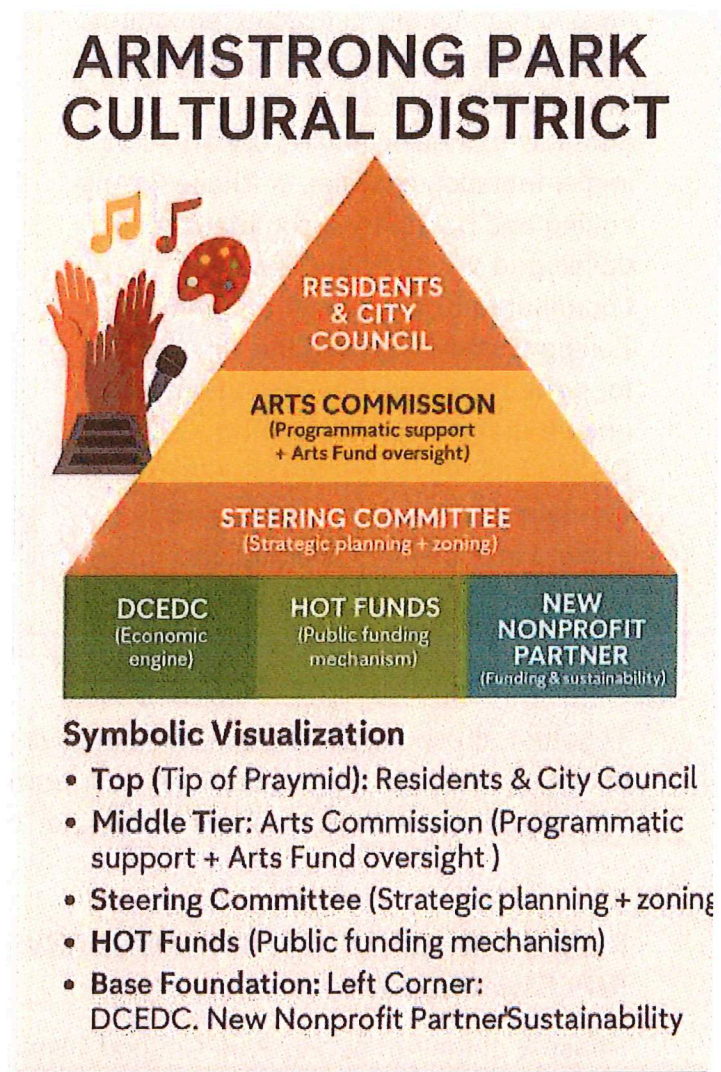 ARMSTRONG PARK
CULTURAL DISTRICT
RESIDENTS
& CITY
COUNCIL
ARTS COMMISSION
(Programmatic support
+ Arts Fund oversight)
STEERING COMMITTEE
(Strategic planning + zoning)
DCEDC
(Economic
engine)
HOT FUNDS
(Public funding
mechanism)
NEW
NONPROFIT
PARTNER
(Funding & sustainability)
Symbolic Visualization
• Top (Tip of Praymid): Residents & City Council
• Middle Tier: Arts Commission (Programmatic
support + Arts Fund oversight)
• Steering Committee (Strategic planning + zoning
• HOT Funds (Public funding mechanism)
• Base Foundation: Left Corner:
DCEDC. New Nonprofit Partner'Sustainability